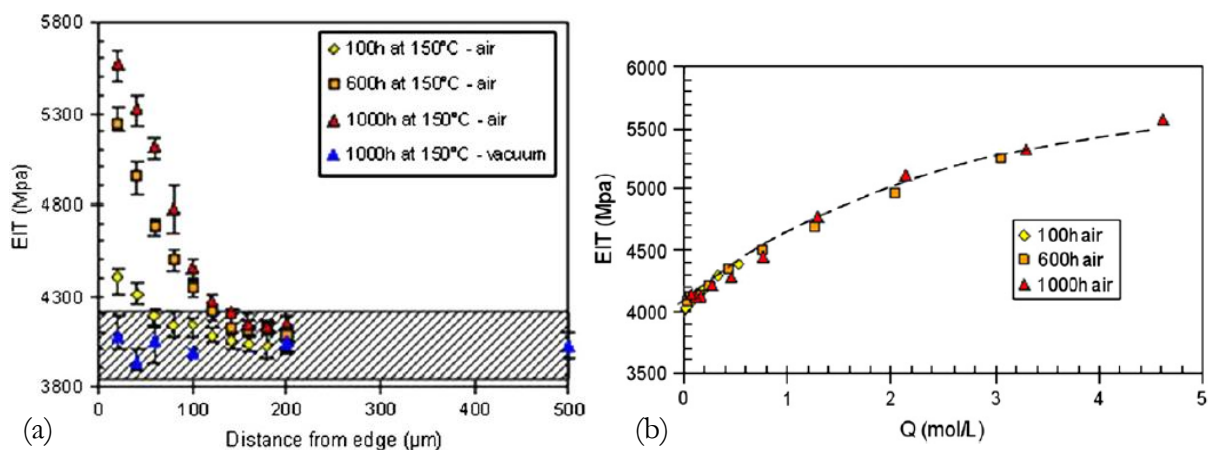 5800
5300
4800
4300
3800
EIT (Mpa)
100h at 150°C - air
600h at 150°C - air
1000h at 150°C - air
1000h at 150°C - vacuum
0 100 200 300 400 500
Distance from edge (µm)
(a)
6000
5500
5000
4500
4000
3500
EIT (Mpa)
100h air
600h air
1000h air
0 1 2 3 4 5
Q (mol/L)
(b)